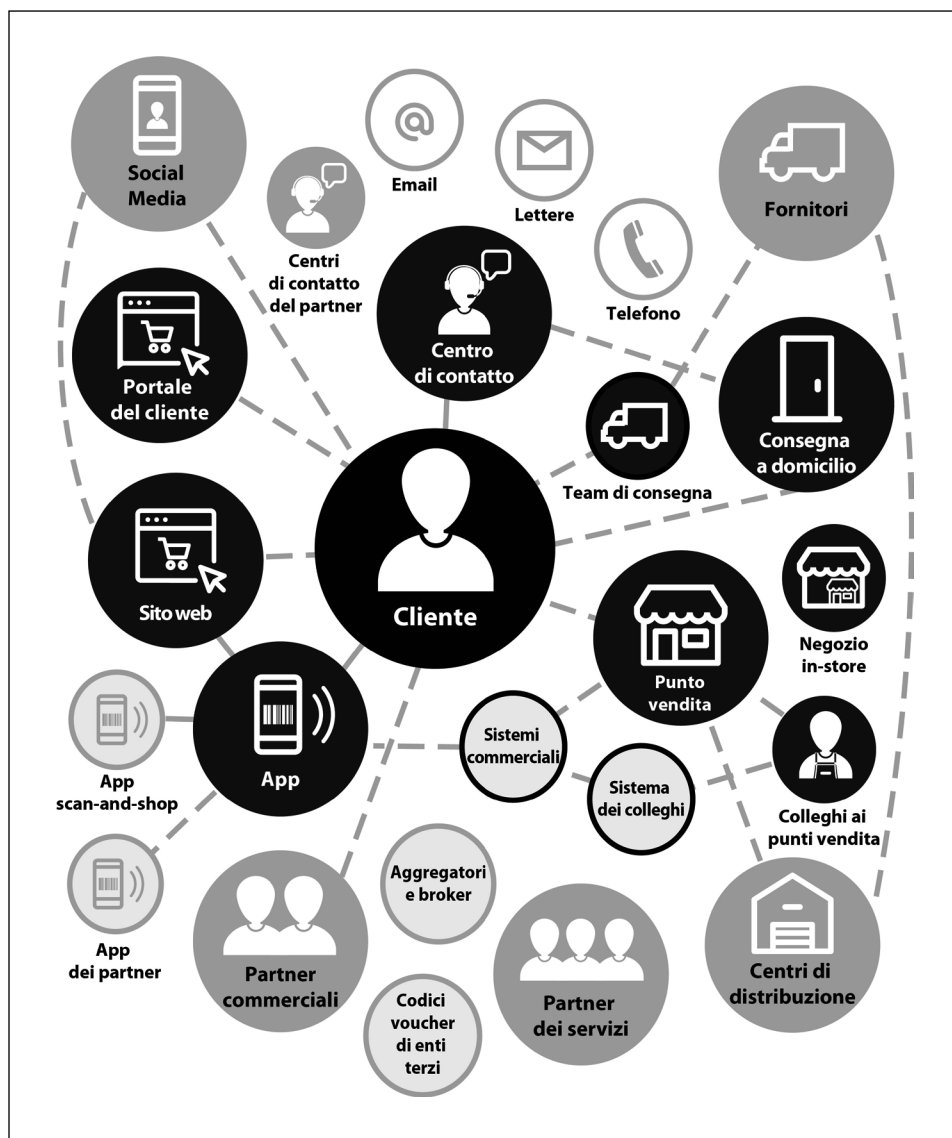 Social
Media
Email
Lettere
Fornitori
Centri
di contatto
del partner
Telefono
Centro
di contatto
Portale
del cliente
Consegna
a domicilio
Team di consegna
Cliente
Sito web
Negozio
in-store
Punto
vendita
App
scan-and-shop
App
Sistemi
commerciali
Sistema
dei colleghi
Colleghi ai
punti vendita
App
dei partner
Aggregatori
e broker
Partner
commerciali
Codici
voucher
di enti
terzi
Partner
dei servizi
Centri di
distribuzione
@